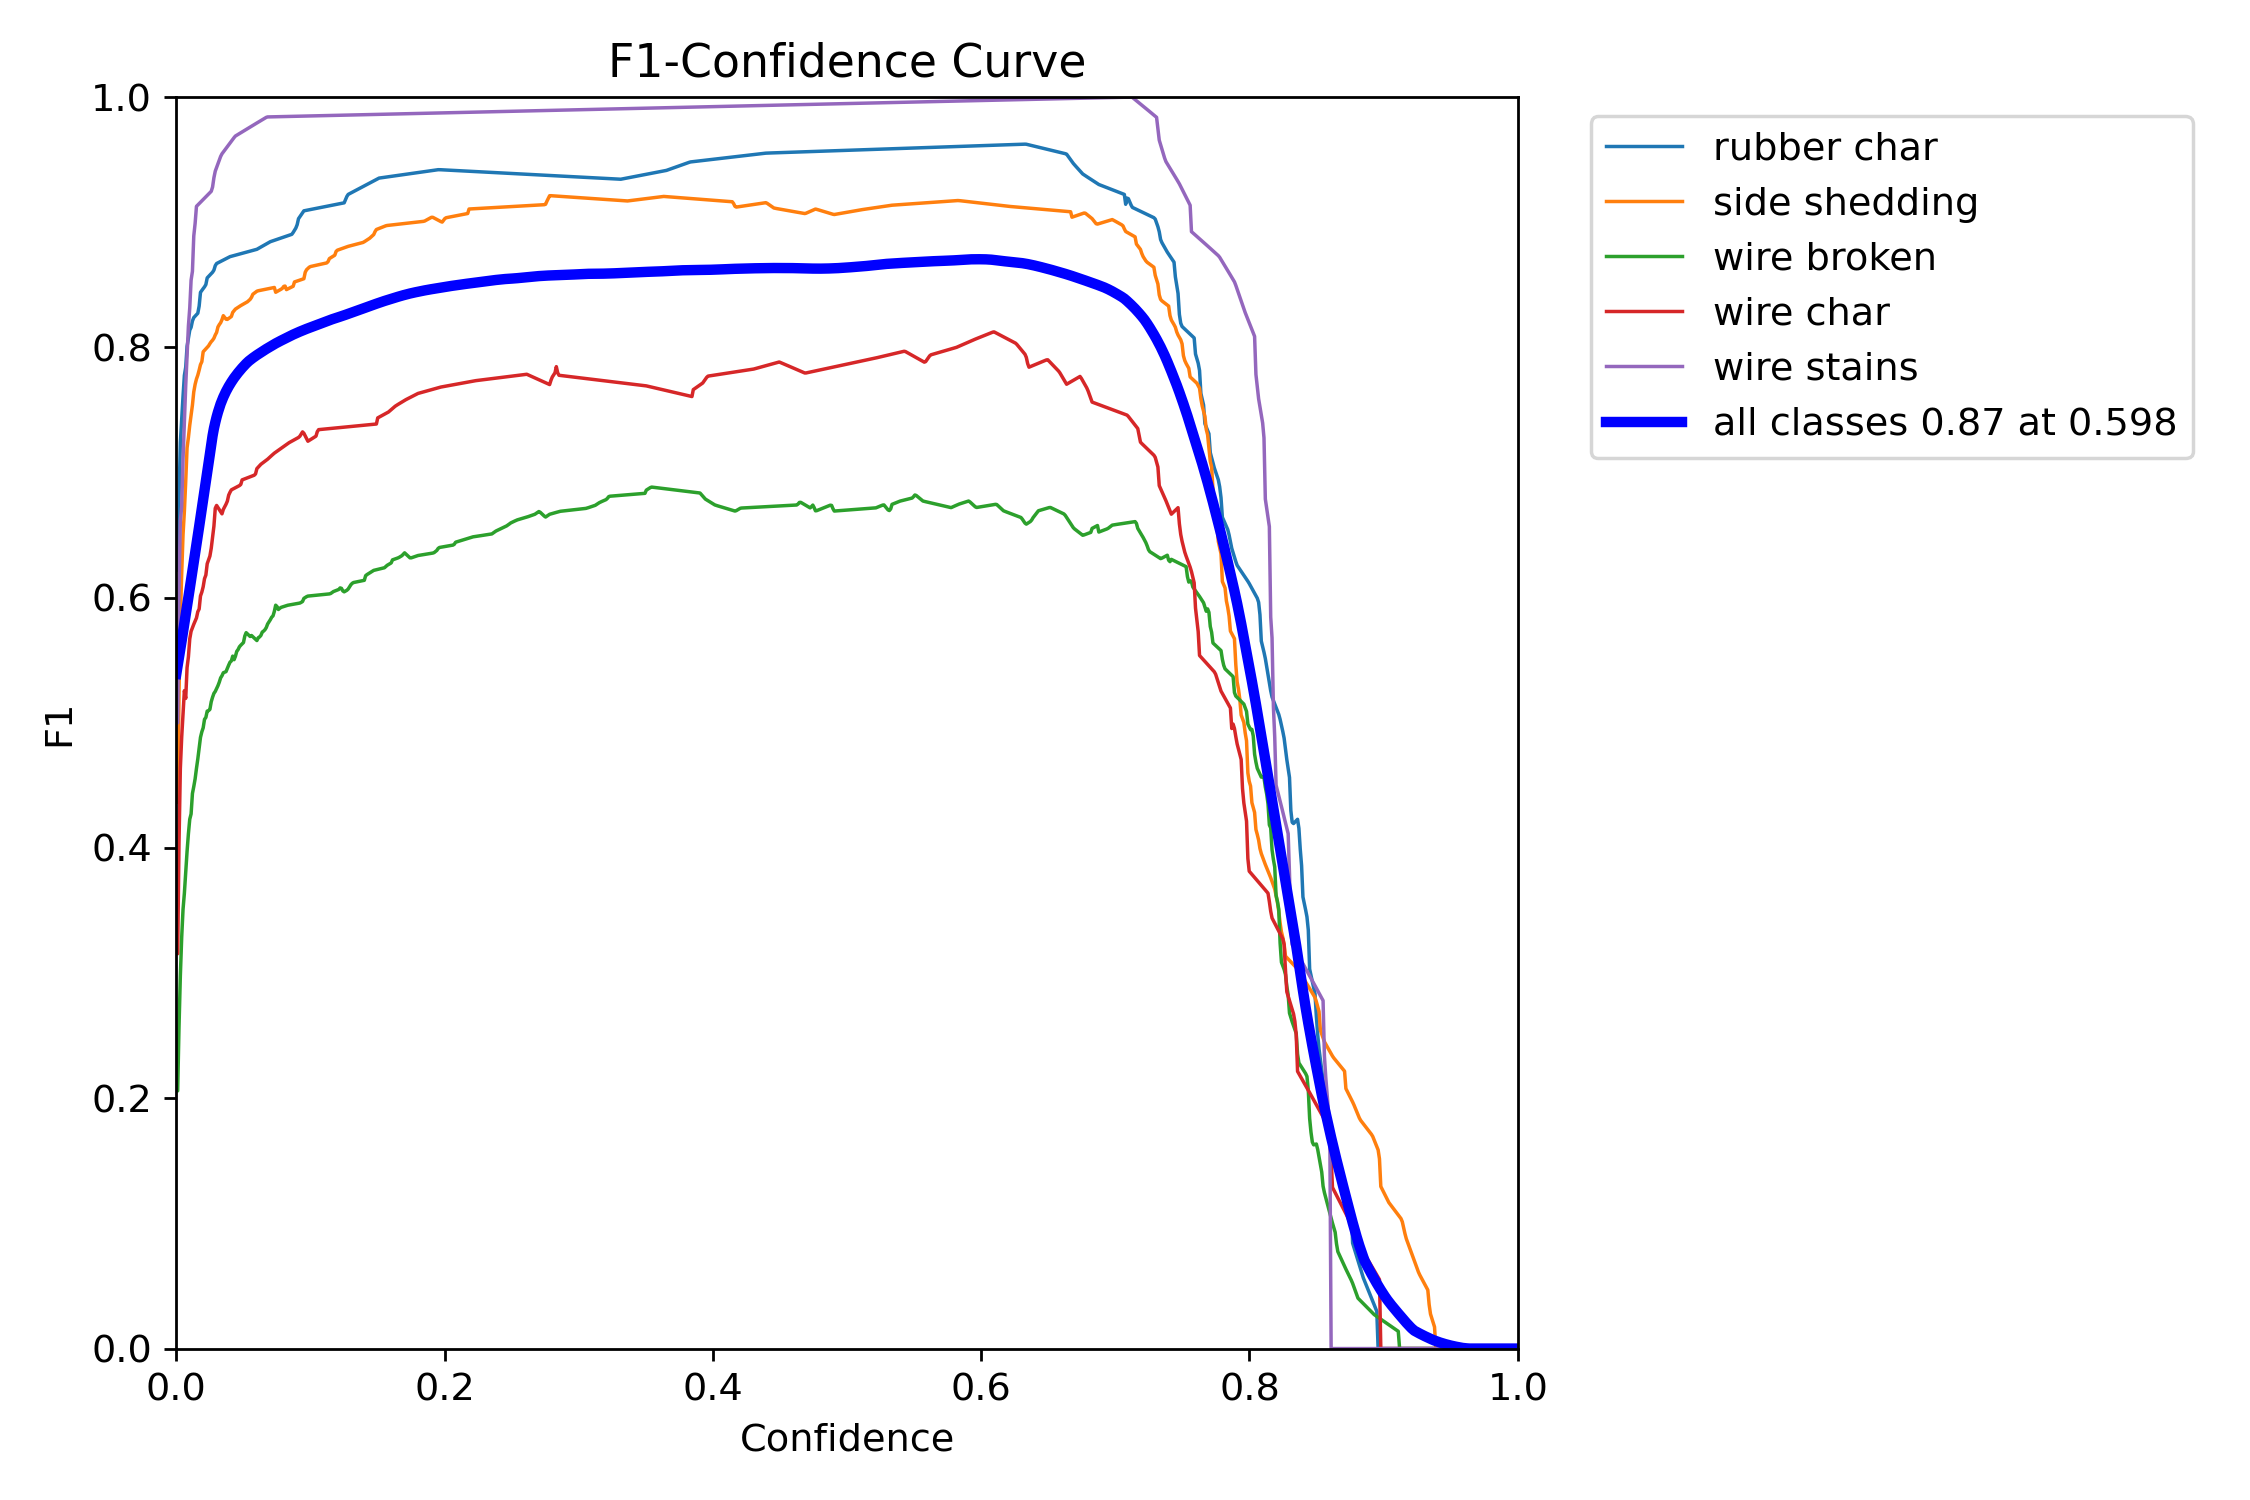 F1-Confidence Curve
1.0
0.8
0.6
0.4
0.2
0.0
F1
0.0 0.2 0.4 0.6 0.8 1.0
Confidence
rubber char
side shedding
wire broken
wire char
wire stains
all classes 0.87 at 0.598